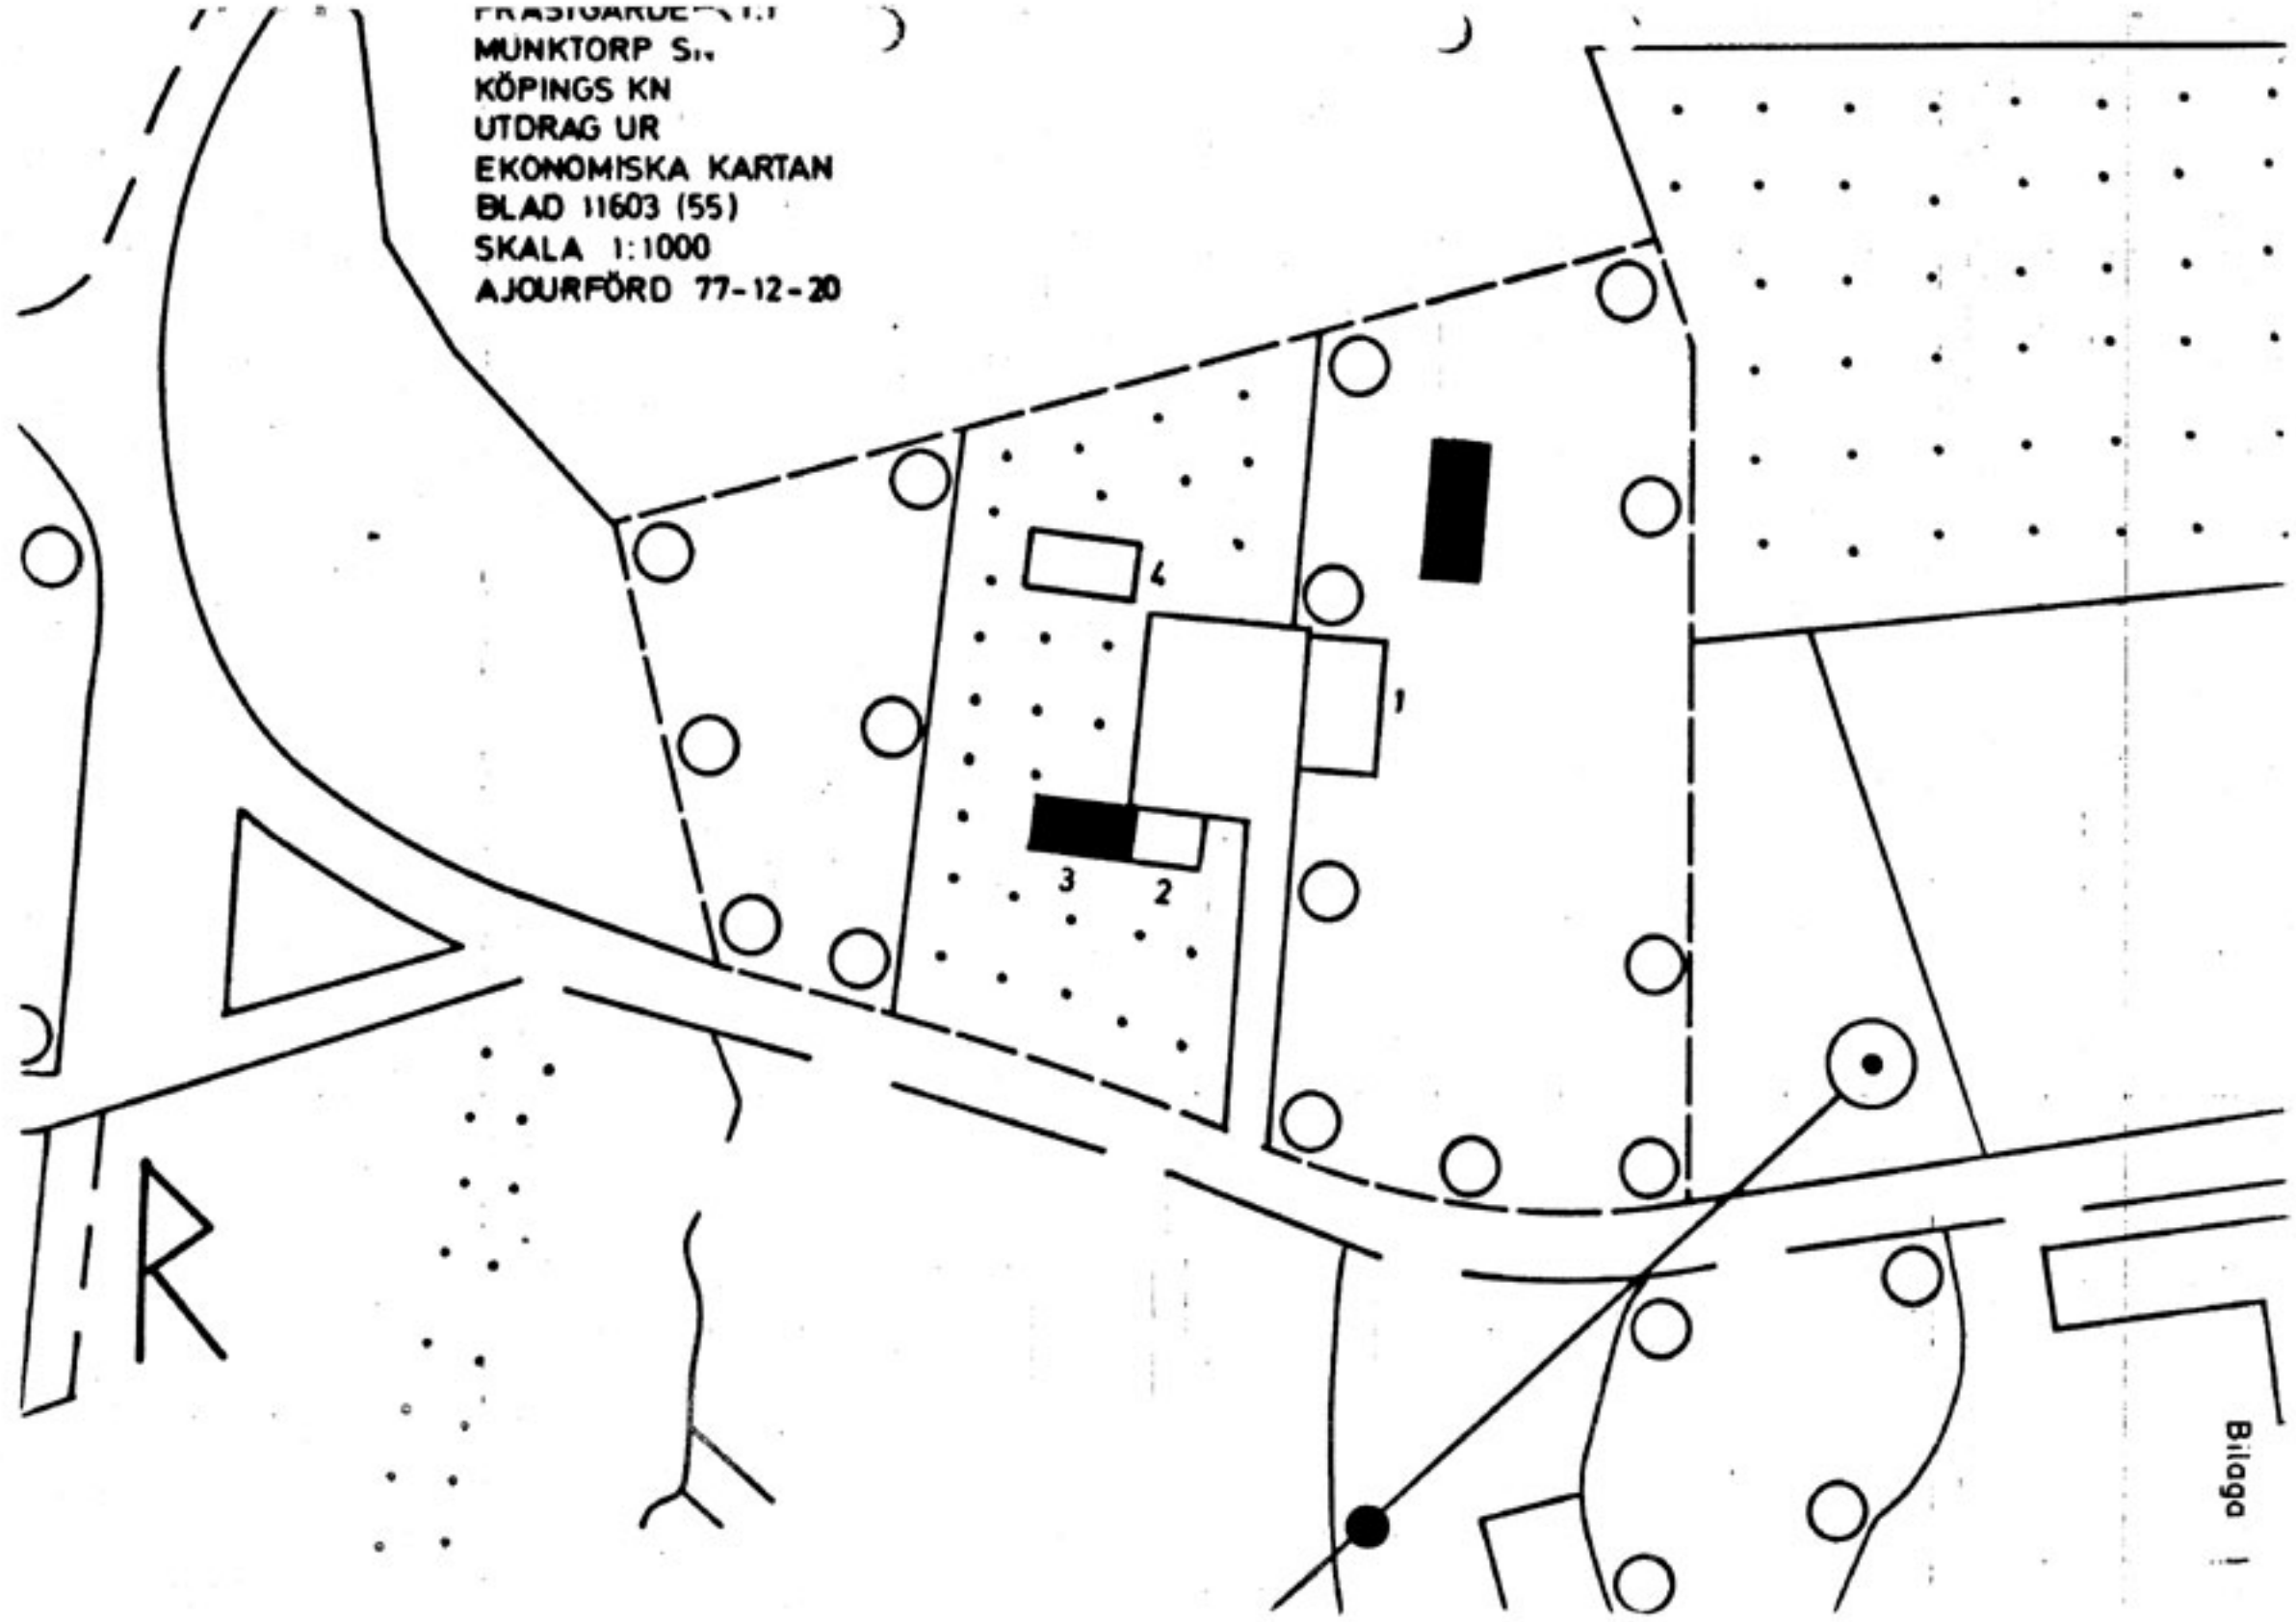 MUNKTORP
KÖPINGS KN
UTDRAG UR
EKONOMISKA KARTAN
BLAD 11603 (55)
SKALA 1:1000
AJOURFÖRD 77-12-20
4
1
3
2
R
Bilaga 1